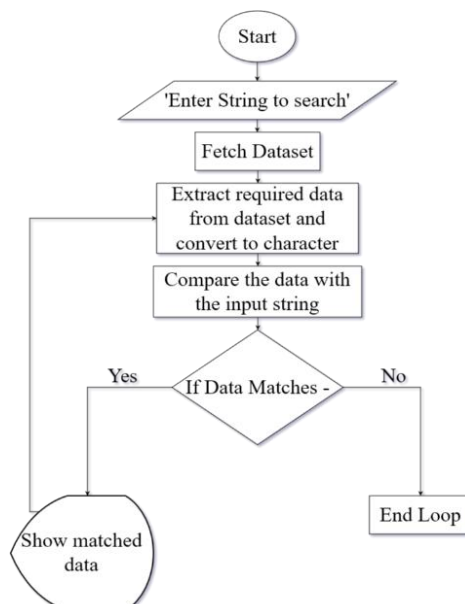 Start
'Enter String to search'
Fetch Dataset
Extract required data
from dataset and
convert to character
Compare the data with
the input string
Yes
If Data Matches -
No
End Loop
Show matched
data